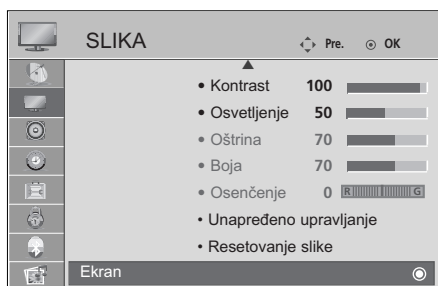 SLIKA Pre. OK
• Kontrast 100
• Osvetljenje 50
• Oštrina 70
• Boja 70
• Osenčenje 0 R G
• Unapređeno upravljanje
• Resetovanje slike
Ekran